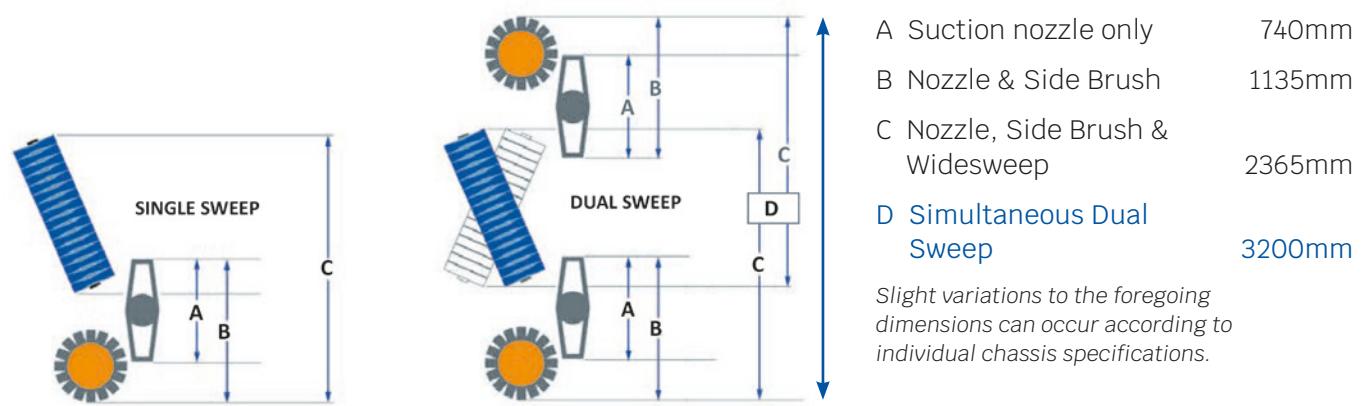 C
SINGLE SWEEP
A
B
B
A
C
DUAL SWEEP
D
C
A
B
A Suction nozzle only 740mm
B Nozzle & Side Brush 1135mm
C Nozzle, Side Brush &
Widesweep 2365mm
D Simultaneous Dual
Sweep 3200mm
Slight variations to the foregoing
dimensions can occur according to
individual chassis specifications.